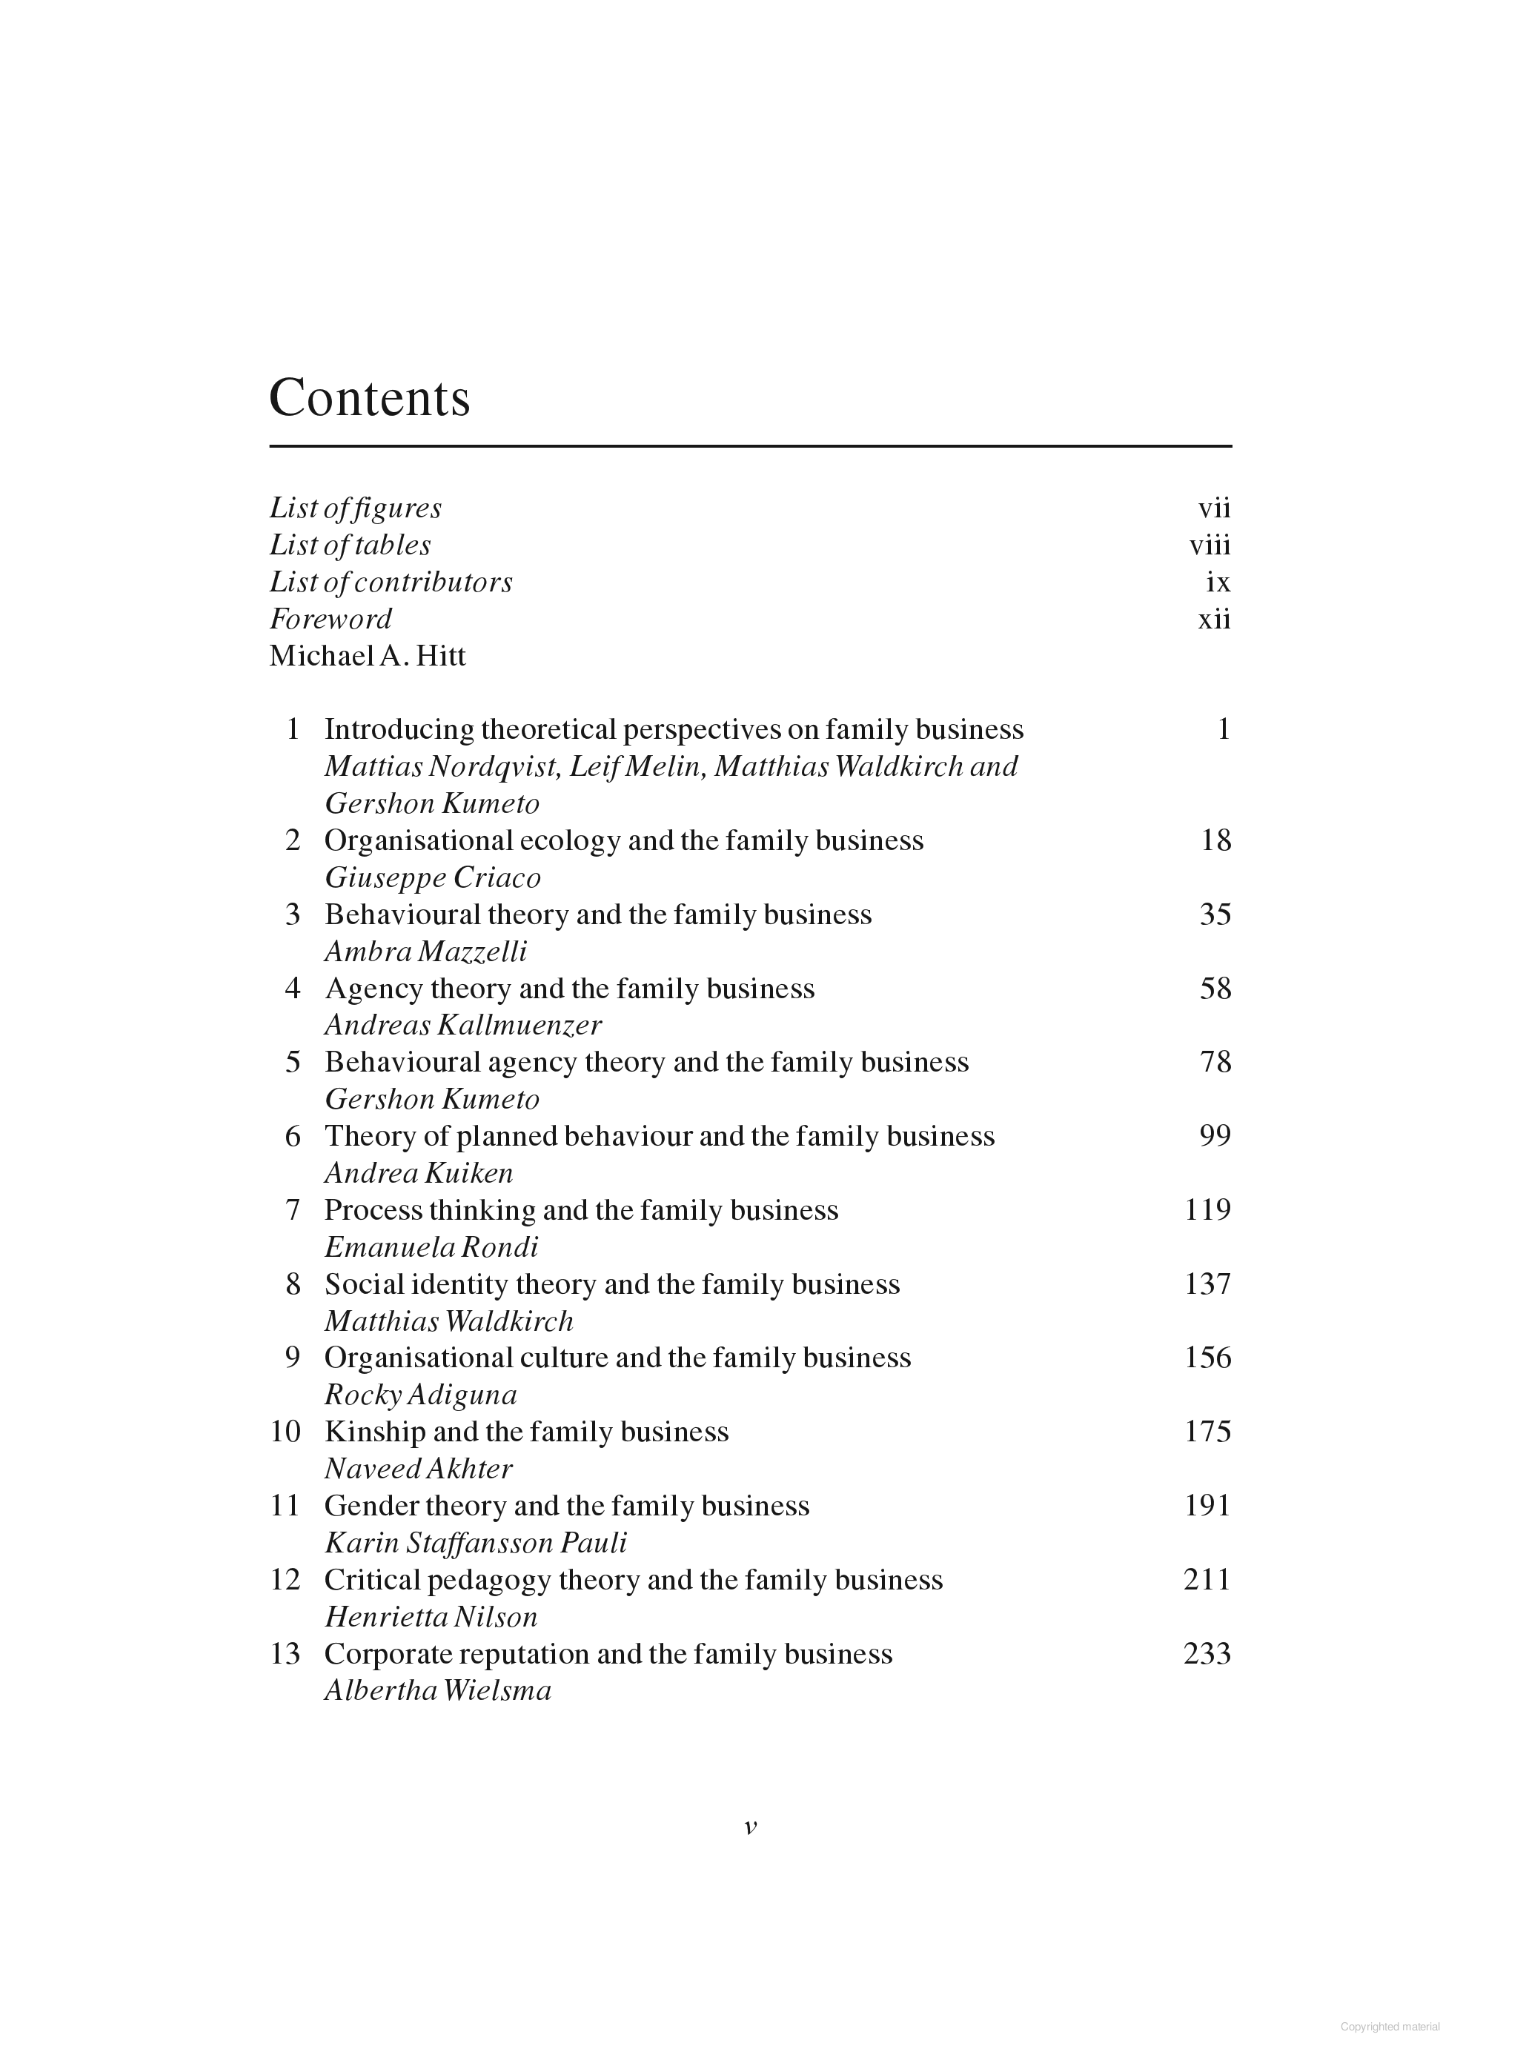 Contents
List of figures vii
List of tables viii
List of contributors ix
Foreword xii
Michael A. Hitt
1 Introducing theoretical perspectives on family business 1
Mattias Nordqvist, Leif Melin, Matthias Waldkirch and
Gershon Kumeto
2 Organisational ecology and the family business 18
Giuseppe Criaco
3 Behavioural theory and the family business 35
Ambra Mazzelli
4 Agency theory and the family business 58
Andreas Kallmuenzer
5 Behavioural agency theory and the family business 78
Gershon Kumeto
6 Theory of planned behaviour and the family business 99
Andrea Kuiken
7 Process thinking and the family business 119
Emanuela Rondi
8 Social identity theory and the family business 137
Matthias Waldkirch
9 Organisational culture and the family business 156
Rocky Adiguna
10 Kinship and the family business 175
Naveed Akhter
11 Gender theory and the family business 191
Karin Staffansson Pauli
12 Critical pedagogy theory and the family business 211
Henrietta Nilson
13 Corporate reputation and the family business 233
Albertha Wielsma
v
Copyrighted material